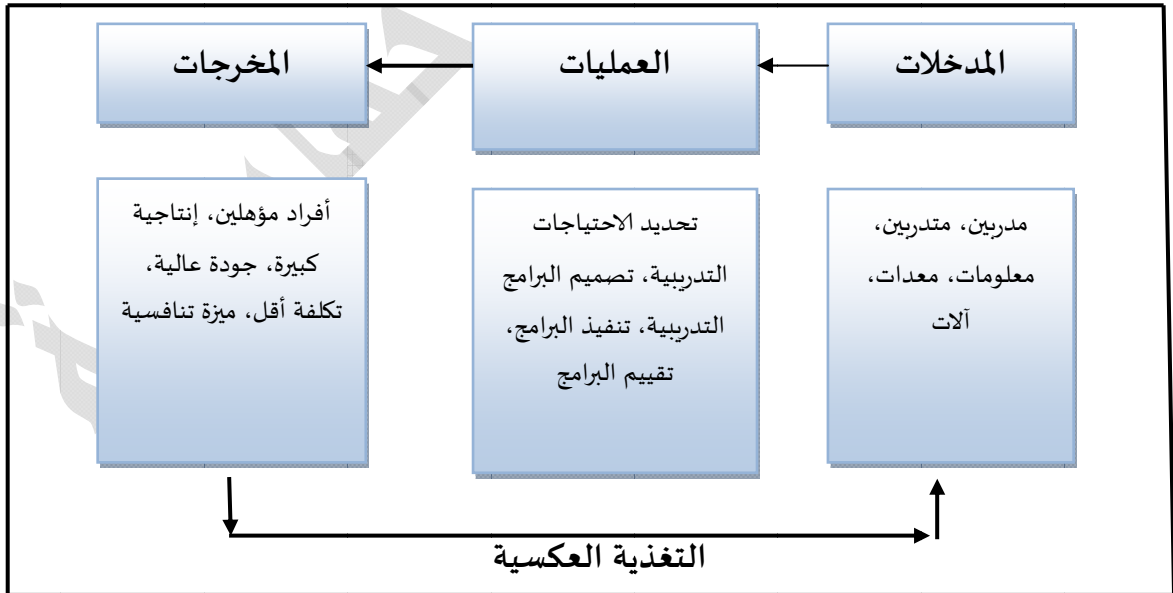 المدخلات
العمليات
المخرجات
مدربين، متدربين،
معلومات، معدات،
آلات
تحديد الاحتياجات
التدريبية، تصميم البرامج
التدريبية، تنفيذ البرامج،
تقييم البرامج
أفراد مؤهلين، إنتاجية
كبيرة، جودة عالية،
تكلفة أقل، ميزة تنافسية
التغذية العكسية